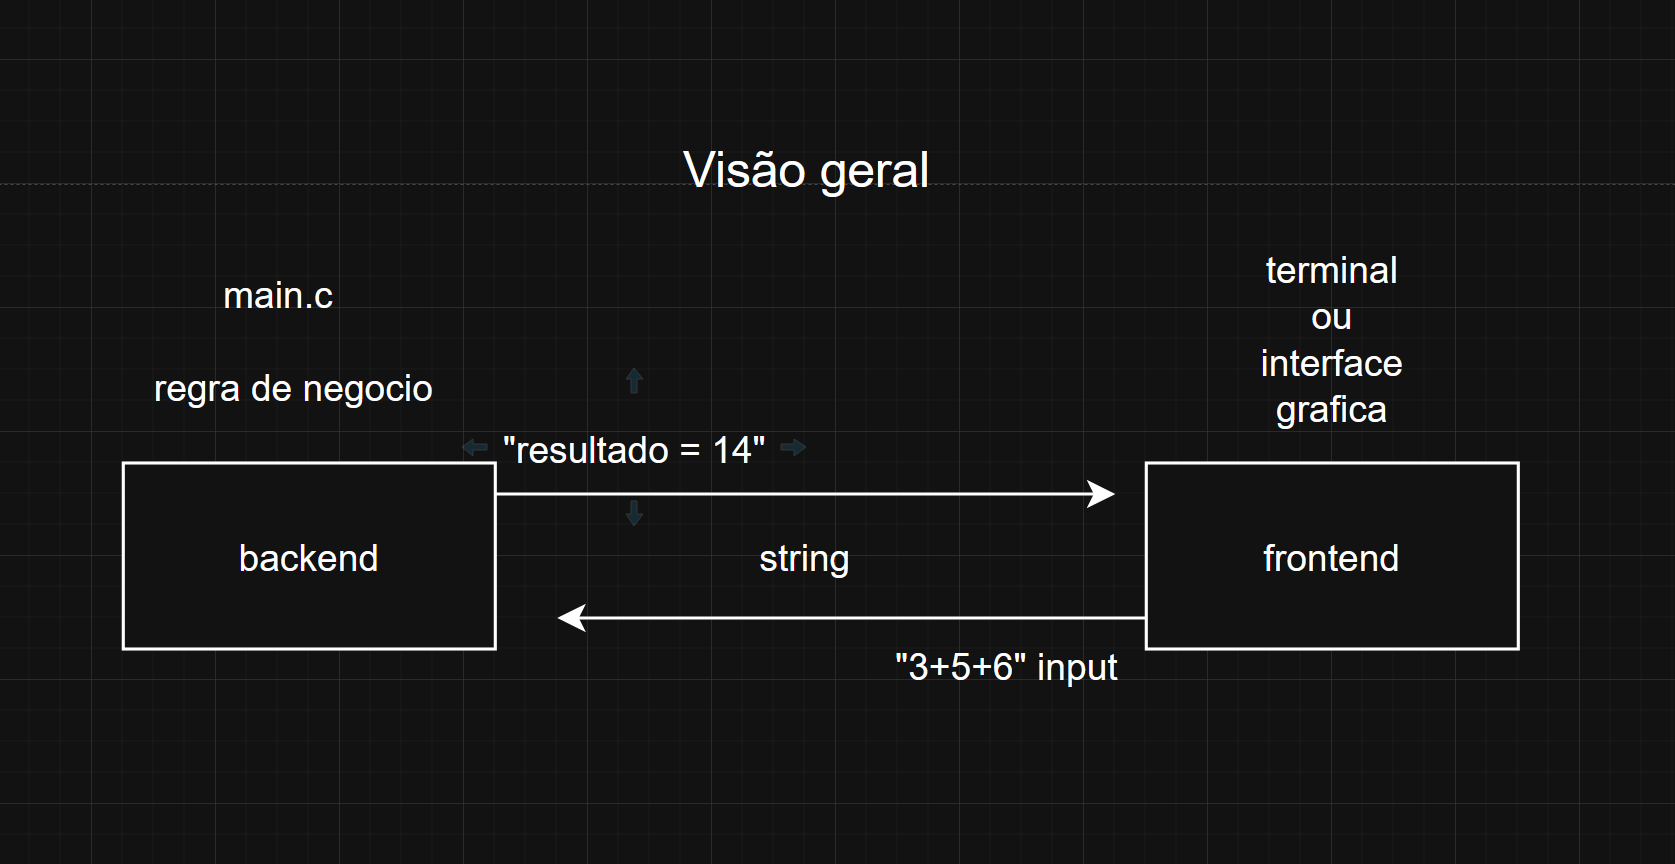 Visão geral
main.c
regra de negocio
terminal
ou
interface
grafica
"resultado = 14"
backend
string
frontend
"3+5+6" input